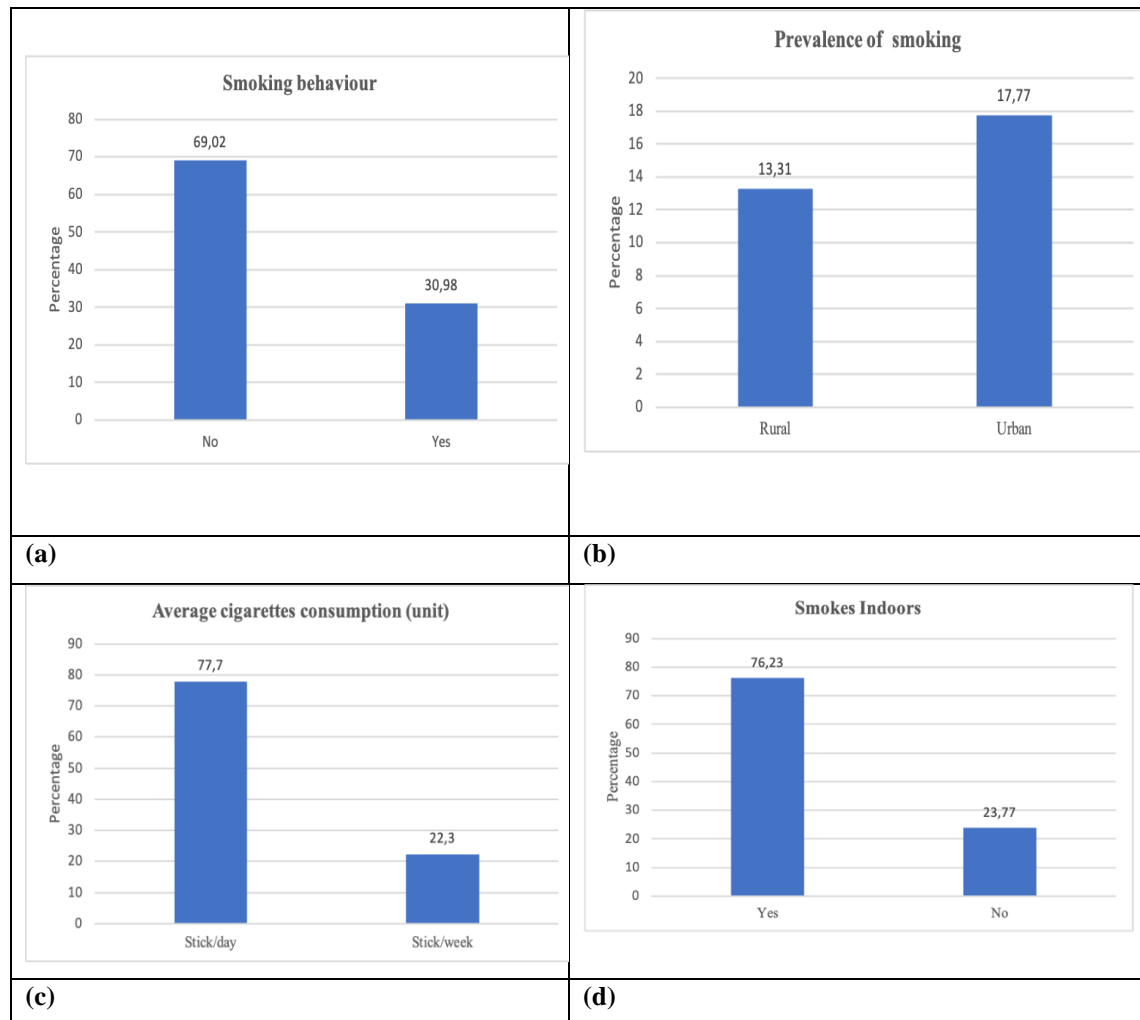 Smoking behaviour
Percentage
80
70
60
50
40
30
20
10
0
69,02
30,98
No
Yes
Prevalence of smoking
Percentage
20
18
16
14
12
10
8
6
4
2
0
13,31
17,77
Rural
Urban
(a)
(b)
Average cigarettes consumption (unit)
Percentage
90
80
70
60
50
40
30
20
10
0
77,7
22,3
Stick/day
Stick/week
Smokes Indoors
Percentage
90
80
70
60
50
40
30
20
10
0
76,23
23,77
Yes
No
(c)
(d)